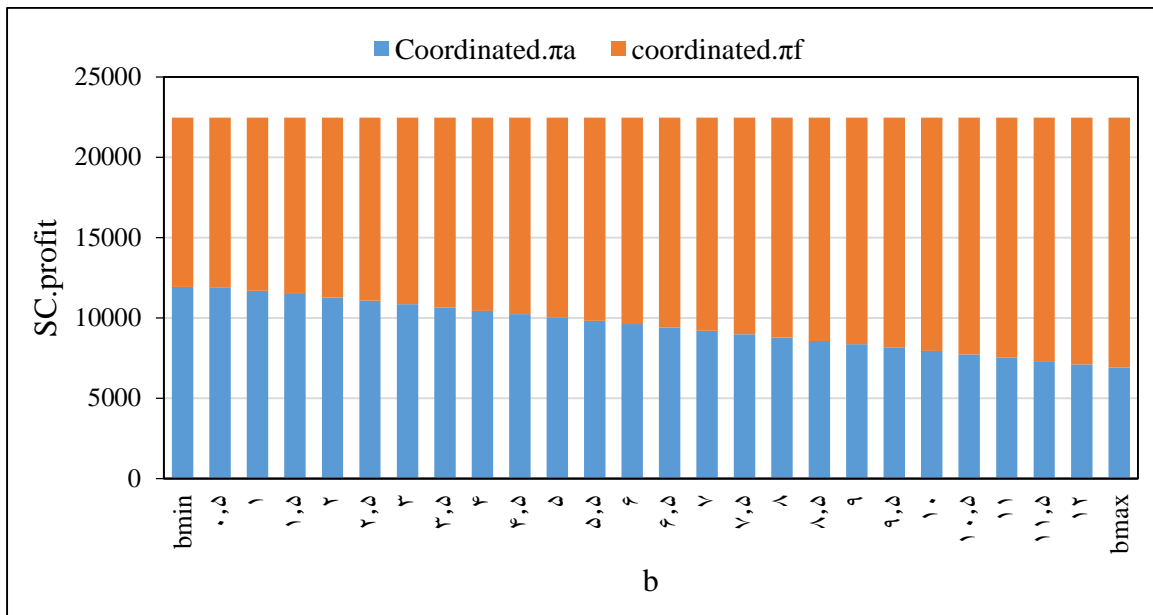 Coordinated.πa coordinated.πf
25000
20000
15000
10000
5000
0
SC.profit
bmin ۰,۵ ۱ ۱,۵ ۲ ۲,۵ ۳ ۳,۵ ۴ ۴,۵ ۵ ۵,۵ ۶ ۶,۵ ۷ ۷,۵ ۸ ۸,۵ ۹ ۹,۵ ۱۰ ۱۰,۵ ۱۱ ۱۱,۵ ۱۲ bmax
b